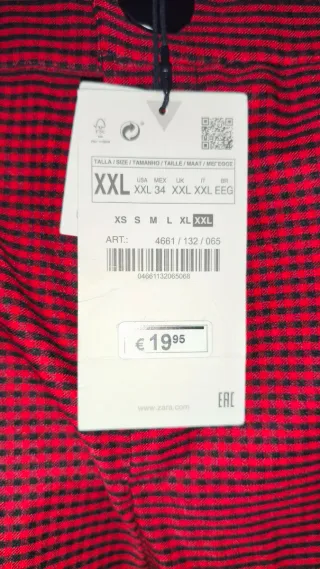 TALLA / SIZE / TAMANHO / TAILLE / MAAT /
XXL
USA MEX UK IT BR
XXL 34 XXL XXL EEG
XS S M L XL XXL
ART.: 4661 / 132 / 065
04661132065066
€ 19 95
www.zara.com
EAC